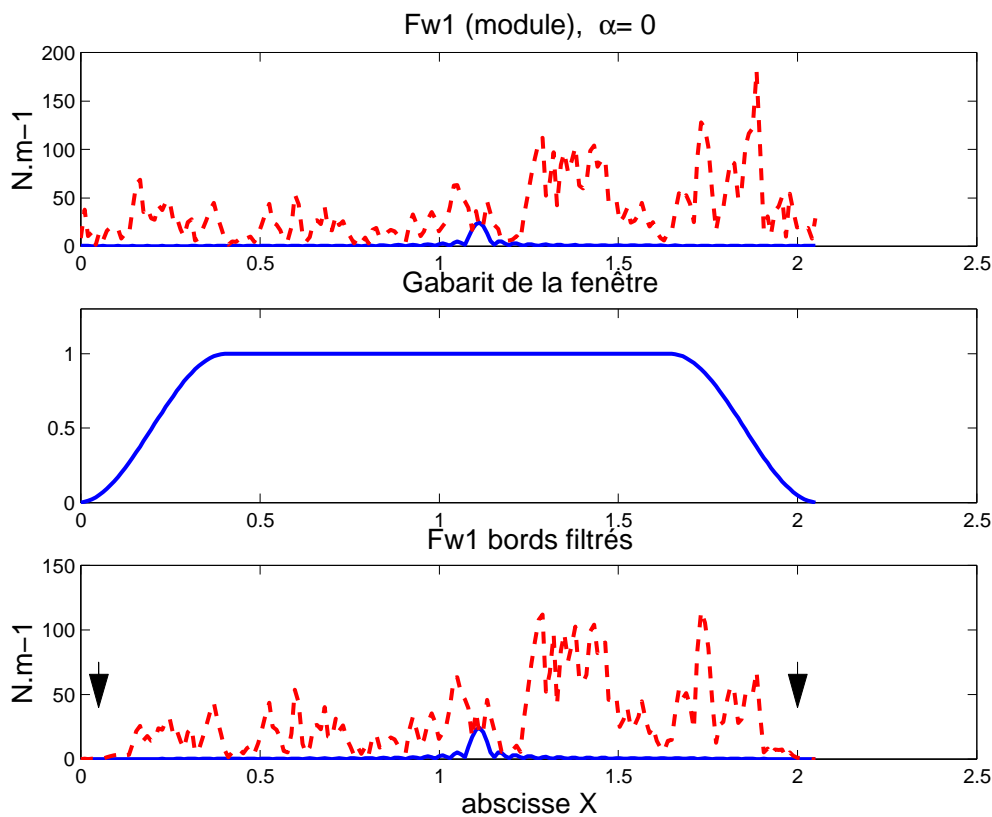 Fw1 (module), α= 0
200
150
100
50
0
N.m−1
0 0.5 1 1.5 2 2.5
Gabarit de la fenêtre
1
0.5
0
0 0.5 1 1.5 2 2.5
Fw1 bords filtrés
150
100
50
0
N.m−1
0 0.5 1 1.5 2 2.5
abscisse X